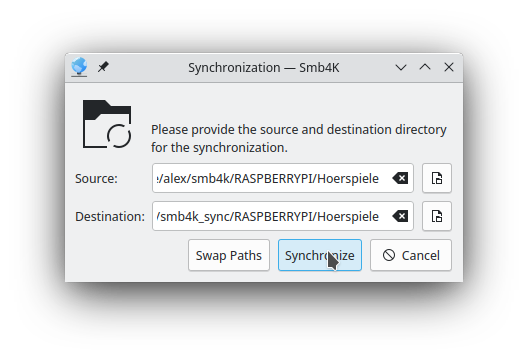 Synchronization — Smb4K
Please provide the source and destination directory
for the synchronization.
Source: :/alex/smb4k/RASPBERRYPI/Hoerspiele
Destination: /smb4k_sync/RASPBERRYPI/Hoerspiele
Swap Paths Synchronize Cancel